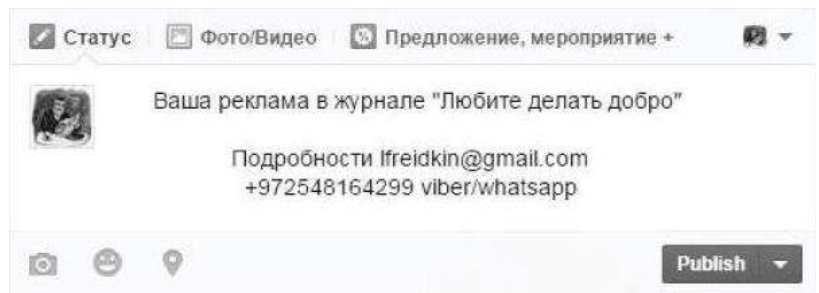 Статус Фото/Видео Предложение, мероприятие +
Ваша реклама в журнале "Любите делать добро"
Подробности lfreidkin@gmail.com
+972548164299 viber/whatsapp
Publish